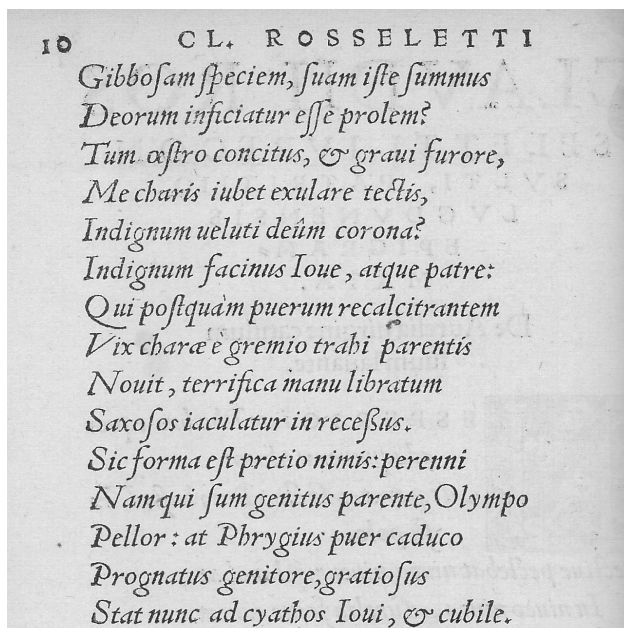 10 CL. ROSSELETTI
Gibboſam ſpeciem, ſuam iſte ſummus
Deorum inficiatur eſſe prolem?
Tum œſtro concitus, & graui furore,
Me charis iubet exulare tectis,
Indignum ueluti deûm corona?
Indignum facinus Ioue, atque patre:
Qui poſtquàm puerum recalcitrantem
Vix charæ è gremio trahi parentis
Nouit, terrifica manu libratum
Saxoſos iaculatur in receßus.
Sic forma eſt pretio nimis: perenni
Nam qui ſum genitus parente, Olympo
Pellor: at Phrygius puer caduco
Prognatus genitore, gratioſus
Stat nunc ad cyathos Ioui, & cubile.